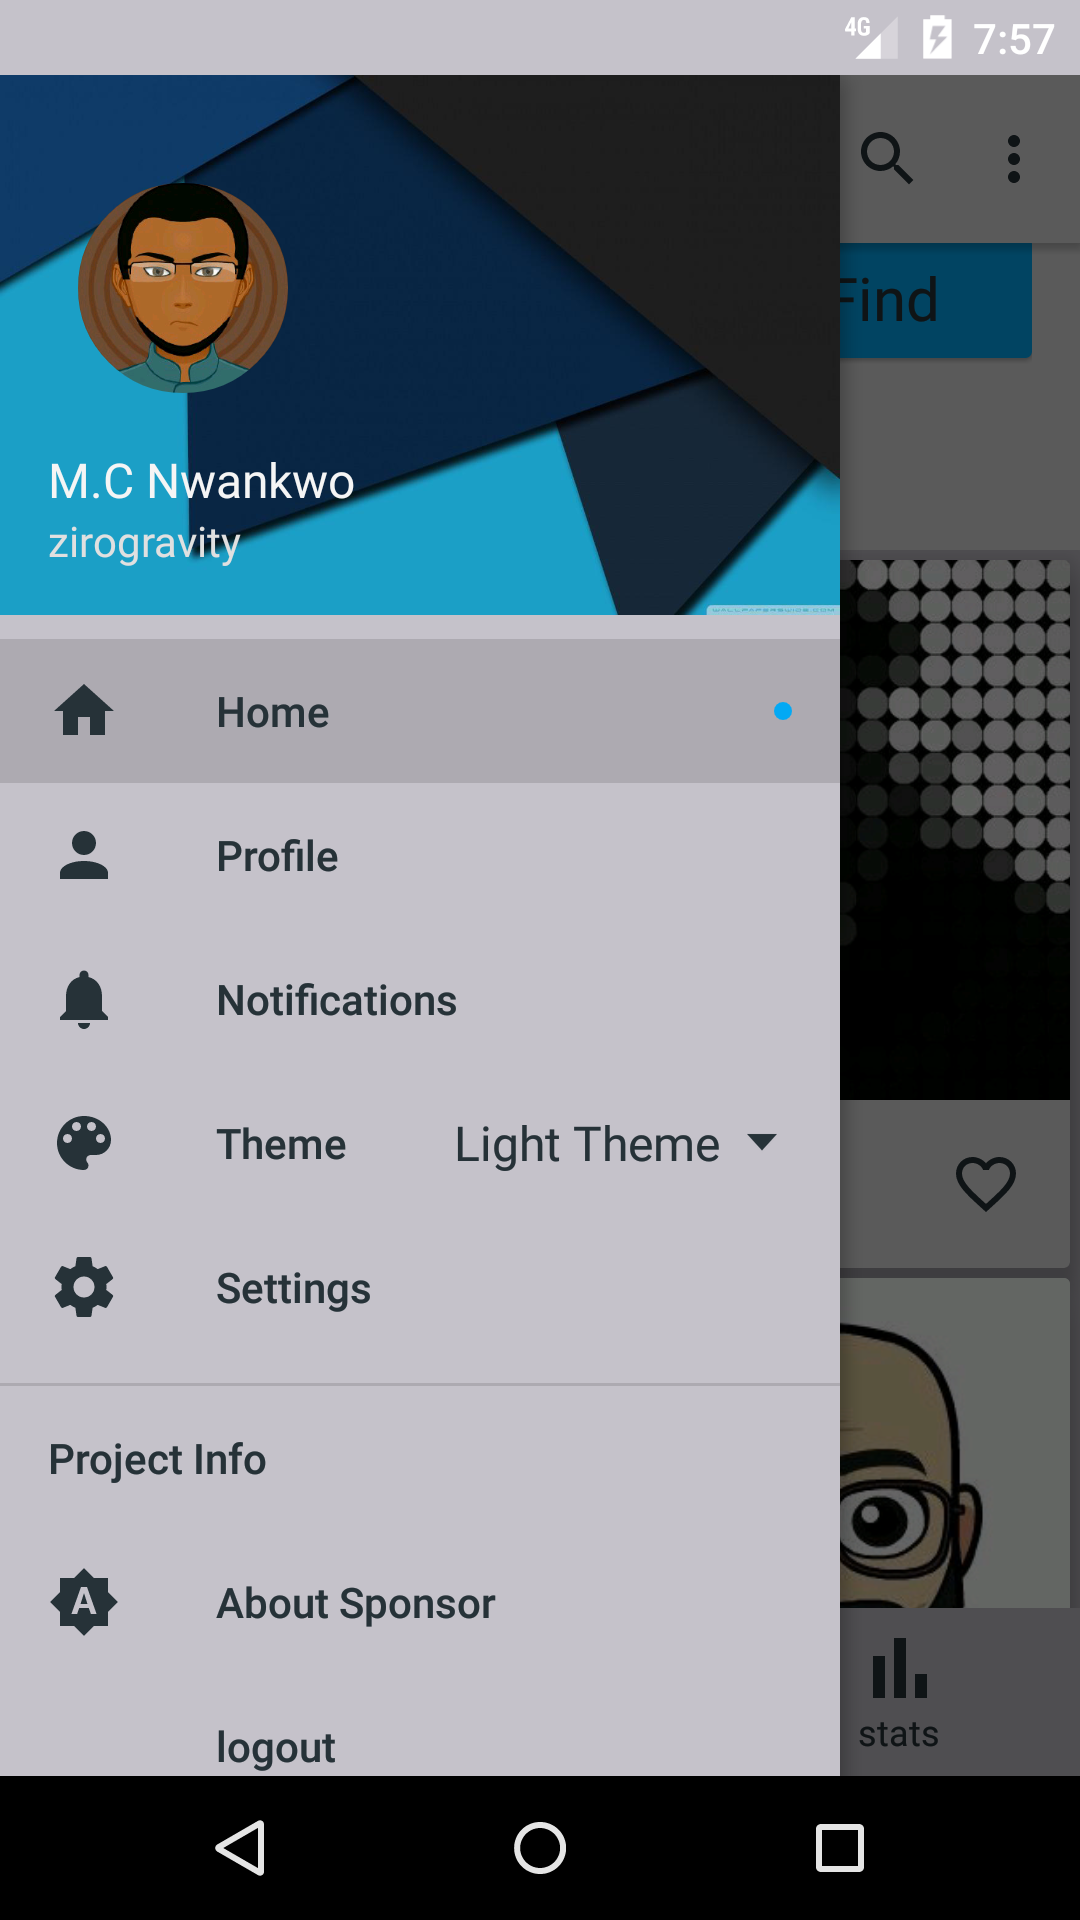 4G 7:57
Find
M.C Nwankwo
zirogravity
Home
Profile
Notifications
Theme Light Theme
Settings
Project Info
A About Sponsor
stats
logout